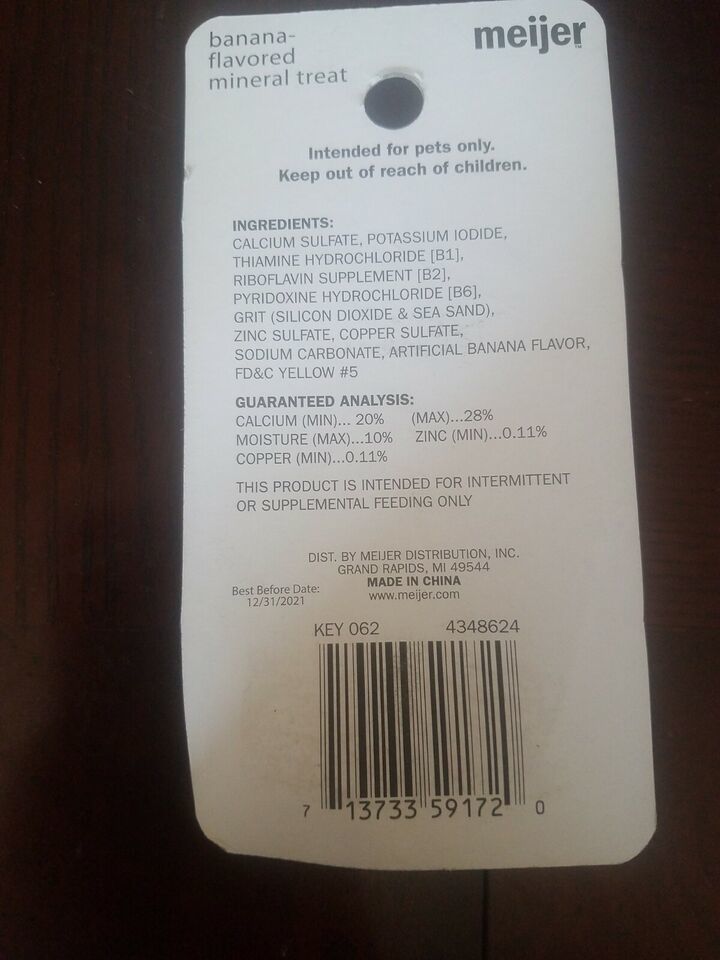 banana-
flavored
mineral treat
meijer™
Intended for pets only.
Keep out of reach of children.
INGREDIENTS:
CALCIUM SULFATE, POTASSIUM IODIDE,
THIAMINE HYDROCHLORIDE [B1],
RIBOFLAVIN SUPPLEMENT [B2],
PYRIDOXINE HYDROCHLORIDE [B6],
GRIT (SILICON DIOXIDE & SEA SAND),
ZINC SULFATE, COPPER SULFATE,
SODIUM CARBONATE, ARTIFICIAL BANANA FLAVOR,
FD&C YELLOW #5
GUARANTEED ANALYSIS:
CALCIUM (MIN)... 20% (MAX)...28%
MOISTURE (MAX)...10% ZINC (MIN)...0.11%
COPPER (MIN)...0.11%
THIS PRODUCT IS INTENDED FOR INTERMITTENT
OR SUPPLEMENTAL FEEDING ONLY
DIST. BY MEIJER DISTRIBUTION, INC.
GRAND RAPIDS, MI 49544
MADE IN CHINA
www.meijer.com
Best Before Date:
12/31/2021
KEY 062 4348624
7 13733 59172 0